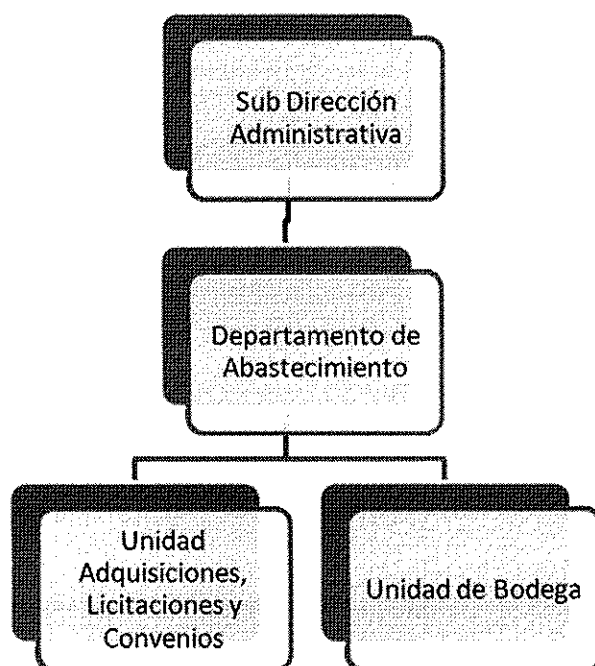 Sub Dirección
Administrativa
Departamento de
Abastecimiento
Unidad
Adquisiciones,
Licitaciones y
Convenios
Unidad de Bodega